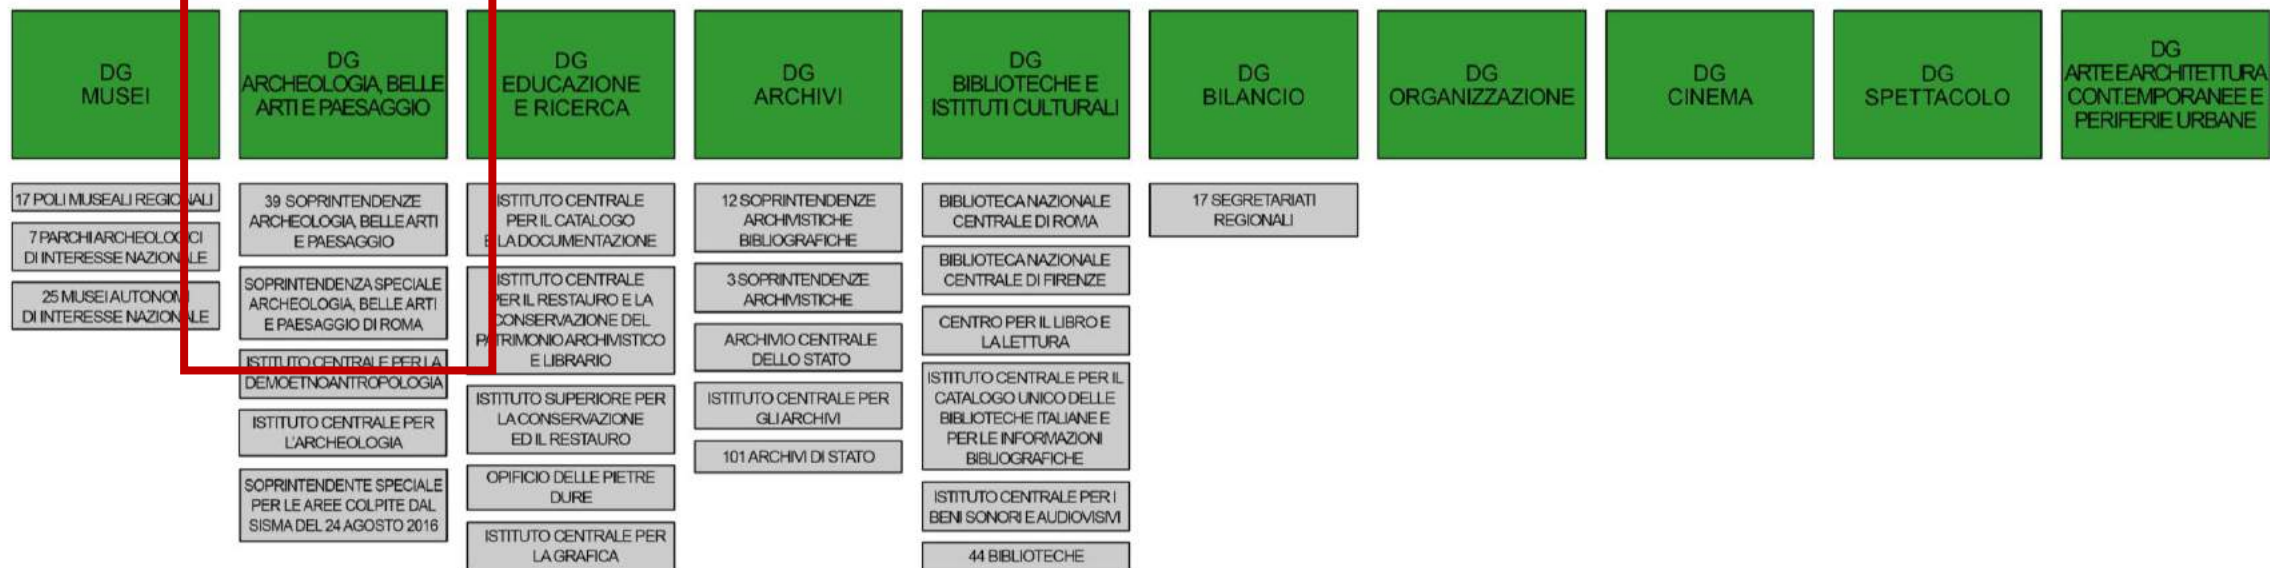 DG
MUSEI
17 POLI MUSEALI REGIONALI
7 PARCHI ARCHEOLOGICI
DI INTERESSE NAZIONALE
25 MUSEI AUTONOMI
DI INTERESSE NAZIONALE
DG
ARCHEOLOGIA, BELLE
ARTI E PAESAGGIO
39 SOPRINTENDENZE
ARCHEOLOGIA, BELLE ARTI
E PAESAGGIO
SOPRINTENDENZA SPECIALE
ARCHEOLOGIA, BELLE ARTI
E PAESAGGIO DI ROMA
ISTITUTO CENTRALE PER LA
DEMOETNOANTROPOLOGIA
ISTITUTO CENTRALE PER
L'ARCHEOLOGIA
SOPRINTENDENTE SPECIALE
PER LE AREE COLPITE DAL
SISMA DEL 24 AGOSTO 2016
DG
EDUCAZIONE
E RICERCA
ISTITUTO CENTRALE
PER IL CATALOGO
E LA DOCUMENTAZIONE
ISTITUTO CENTRALE
PER IL RESTAURO E LA
CONSERVAZIONE DEL
PATRIMONIO ARCHIVISTICO
E LIBRARIO
ISTITUTO SUPERIORE PER
LA CONSERVAZIONE
ED IL RESTAURO
OPIFICIO DELLE PIETRE
DURE
ISTITUTO CENTRALE PER
LA GRAFICA
DG
ARCHIVI
12 SOPRINTENDENZE
ARCHIVISTICHE
BIBLIOGRAFICHE
3 SOPRINTENDENZE
ARCHIVISTICHE
ARCHIVIO CENTRALE
DELLO STATO
ISTITUTO CENTRALE PER
GLI ARCHIVI
101 ARCHIVI DI STATO
DG
BIBLIOTECHE E
ISTITUTI CULTURALI
BIBLIOTECA NAZIONALE
CENTRALE DI ROMA
BIBLIOTECA NAZIONALE
CENTRALE DI FIRENZE
CENTRO PER IL LIBRO E
LA LETTURA
ISTITUTO CENTRALE PER IL
CATALOGO UNICO DELLE
BIBLIOTECHE ITALIANE E
PER LE INFORMAZIONI
BIBLIOGRAFICHE
ISTITUTO CENTRALE PER I
BENI SONORI E AUDIOVISIVI
44 BIBLIOTECHE
DG
BILANCIO
17 SEGRETARIATI
REGIONALI
DG
ORGANIZZAZIONE
DG
CINEMA
DG
SPETTACOLO
DG
ARTE E ARCHITETTURA
CONT.EMPORANEE E
PERIFERIE URBANE